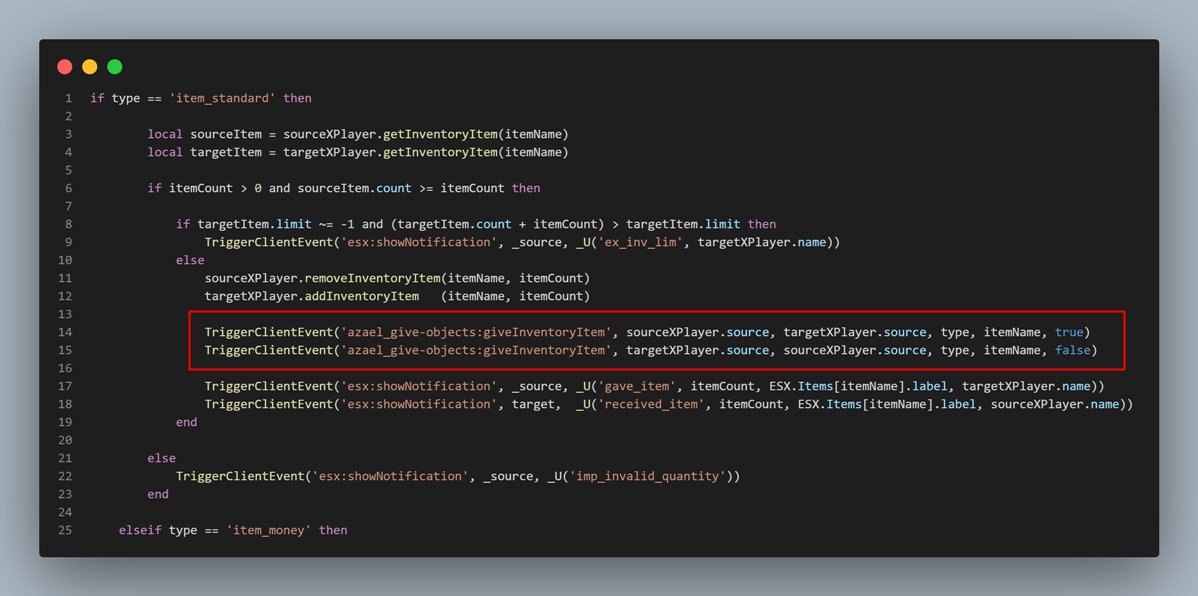 1 if type == 'item_standard' then
2
3 local sourceItem = sourceXPlayer.getInventoryItem(itemName)
4 local targetItem = targetXPlayer.getInventoryItem(itemName)
5
6 if itemCount > 0 and sourceItem.count >= itemCount then
7
8 if targetItem.limit ~= -1 and (targetItem.count + itemCount) > targetItem.limit then
9 TriggerClientEvent('esx:showNotification', _source, _U('ex_inv_lim', targetXPlayer.name))
10 else
11 sourceXPlayer.removeInventoryItem(itemName, itemCount)
12 targetXPlayer.addInventoryItem   (itemName, itemCount)
13
14 TriggerClientEvent('azael_give-objects:giveInventoryItem', sourceXPlayer.source, targetXPlayer.source, type, itemName, true)
15 TriggerClientEvent('azael_give-objects:giveInventoryItem', targetXPlayer.source, sourceXPlayer.source, type, itemName, false)
16
17 TriggerClientEvent('esx:showNotification', _source, _U('gave_item', itemCount, ESX.Items[itemName].label, targetXPlayer.name))
18 TriggerClientEvent('esx:showNotification', target,  _U('received_item', itemCount, ESX.Items[itemName].label, sourceXPlayer.name))
19 end
20
21 else
22 TriggerClientEvent('esx:showNotification', _source, _U('imp_invalid_quantity'))
23 end
24
25 elseif type == 'item_money' then